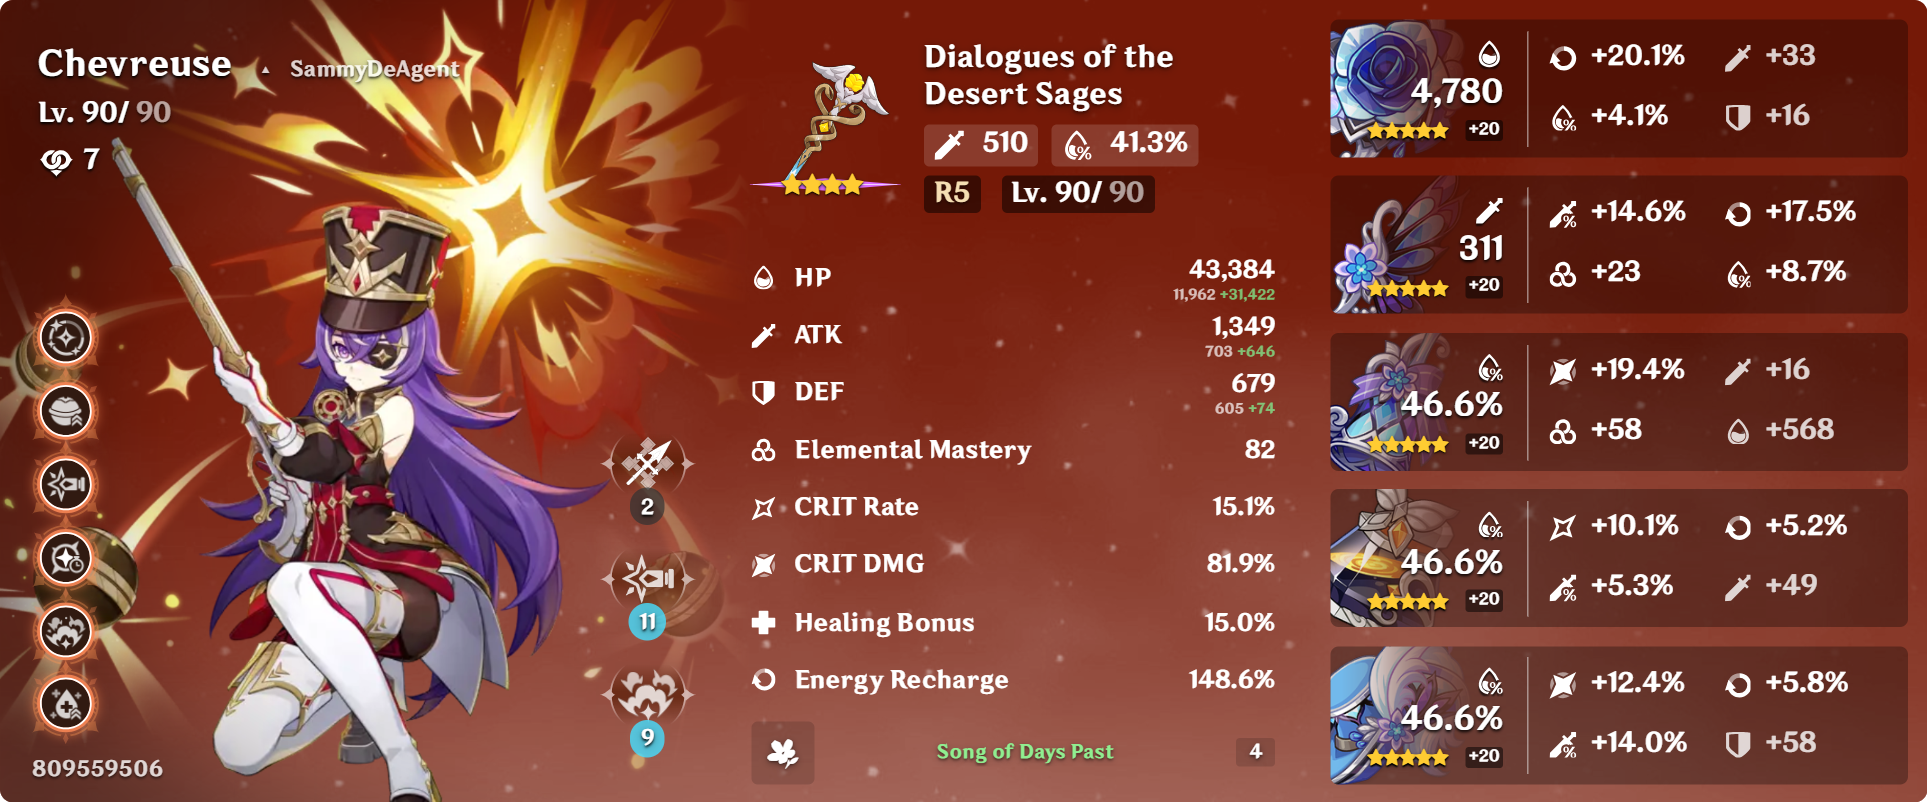 Chevreuse
SammyDeAgent
Lv. 90/ 90
7
2
11
9
809559506
Dialogues of the
Desert Sages
510 41.3%
R5 Lv. 90/ 90
HP 43,384
11,962 +31,422
ATK 1,349
703 +646
DEF 679
605 +74
Elemental Mastery 82
CRIT Rate 15.1%
CRIT DMG 81.9%
Healing Bonus 15.0%
Energy Recharge 148.6%
Song of Days Past 4
4,780
+20
+20.1% +33
+4.1% +16
311
+20
+14.6% +17.5%
+23 +8.7%
46.6%
+20
+19.4% +16
+58 +568
46.6%
+20
+10.1% +5.2%
+5.3% +49
46.6%
+20
+12.4% +5.8%
+14.0% +58